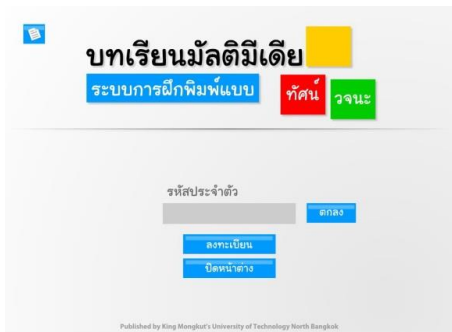 บทเรียนมัลติมีเดีย
ระบบการฝึกพิมพ์แบบ
ทัศน์ วจนะ
รหัสประจำตัว
ตกลง
ลงทะเบียน
ปิดหน้าต่าง
Published by King Mongkut's University of Technology North Bangkok